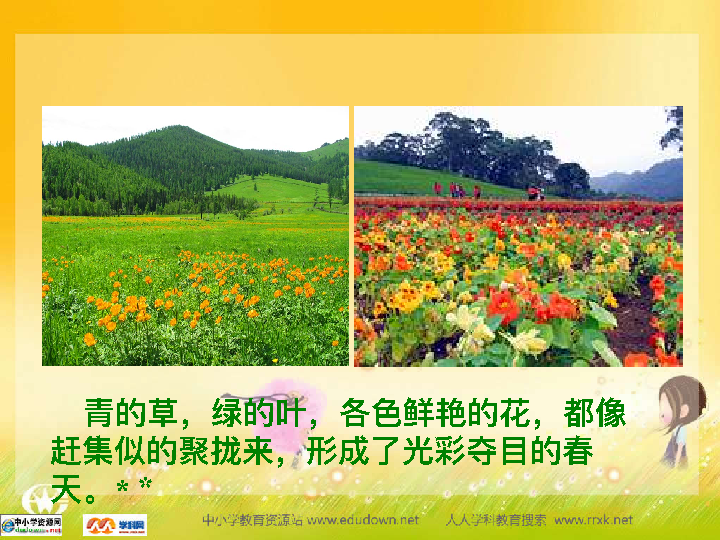 青的草，绿的叶，各色鲜艳的花，都像
赶集似的聚拢来，形成了光彩夺目的春
天。* *
中小学资源网
学科网
中小学教育资源站 www.edudown.net 人人学科教育搜索 www.rrxk.net